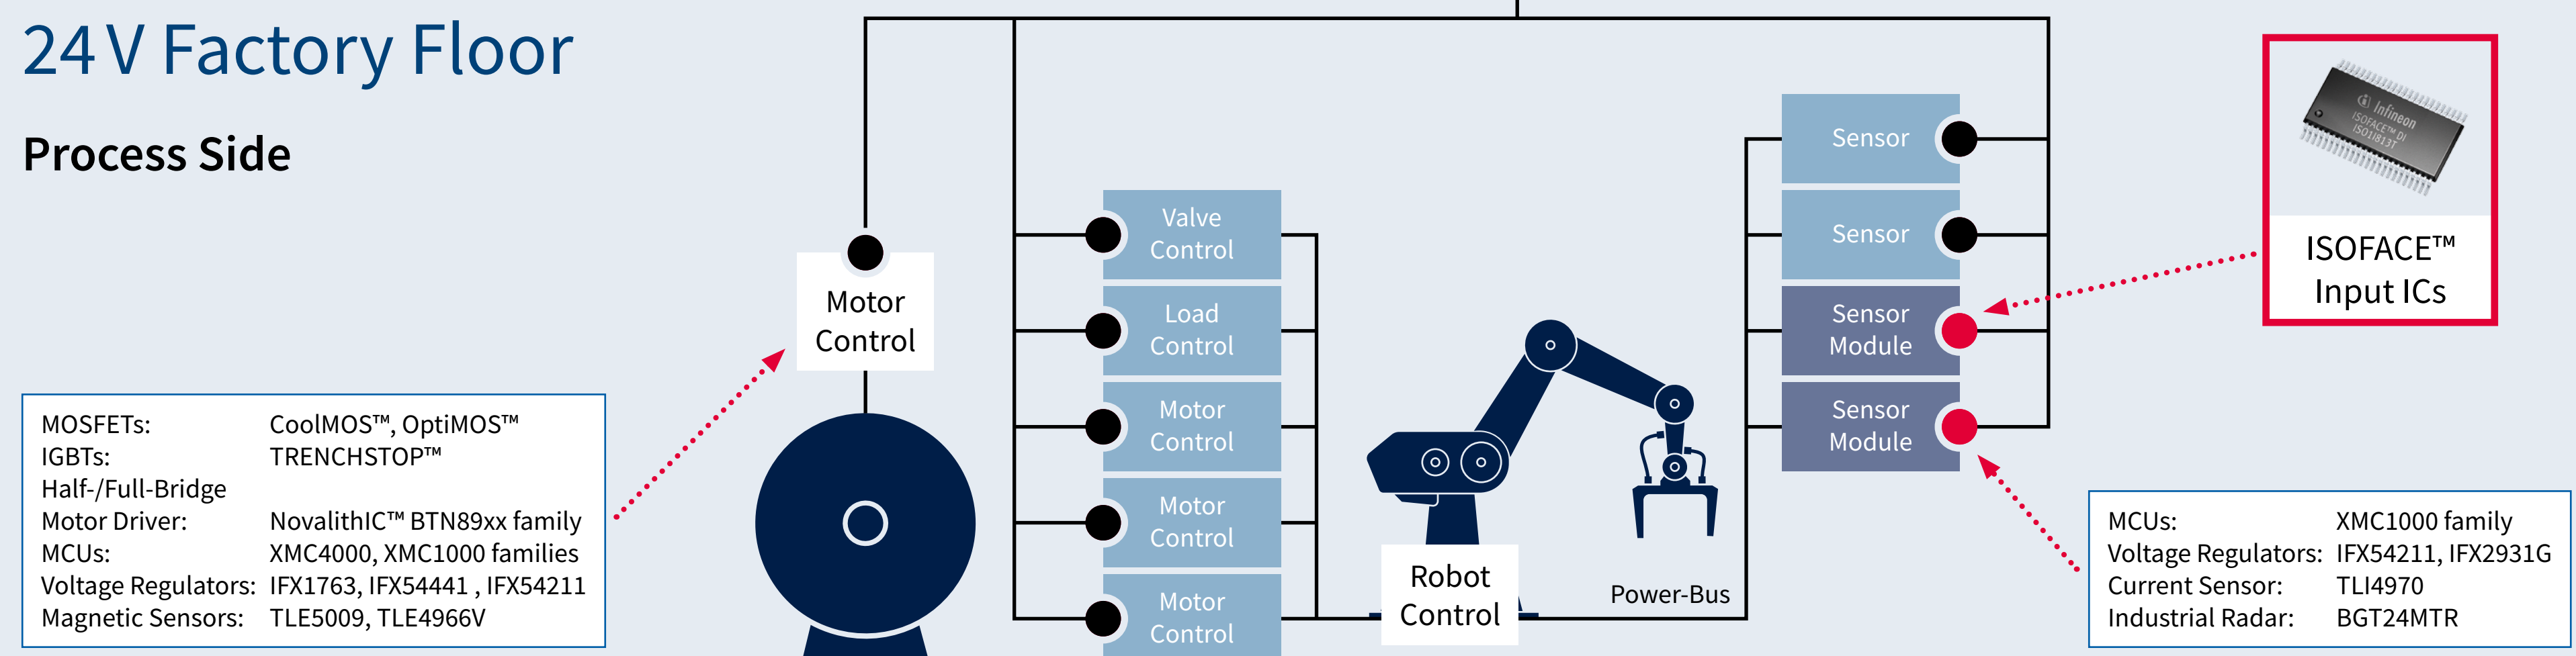 24 V Factory Floor
Process Side
Motor
Control
MOSFETs: CoolMOS™, OptiMOS™
IGBTs: TRENCHSTOP™
Half-/Full-Bridge
Motor Driver: NovalithIC™ BTN89xx family
MCUs: XMC4000, XMC1000 families
Voltage Regulators: IFX1763, IFX54441 , IFX54211
Magnetic Sensors: TLE5009, TLE4966V
Valve
Control
Load
Control
Motor
Control
Motor
Control
Motor
Control
Robot
Control
Power-Bus
Sensor
Sensor
Sensor
Module
Sensor
Module
Infineon
ISOFACE™ DI
ISO1I813T
ISOFACE™
Input ICs
MCUs: XMC1000 family
Voltage Regulators: IFX54211, IFX2931G
Current Sensor: TLI4970
Industrial Radar: BGT24MTR